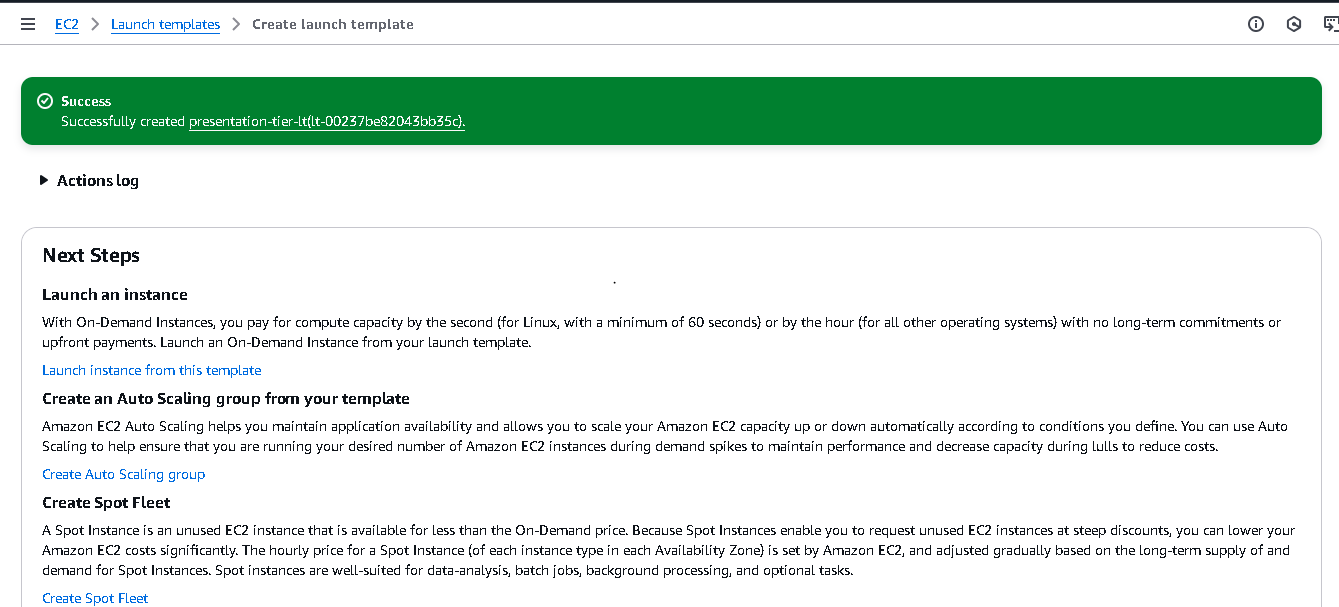 EC2 > Launch templates > Create launch template
Success
Successfully created presentation-tier-lt(lt-00237be82043bb35c).
Actions log
Next Steps
Launch an instance
With On-Demand Instances, you pay for compute capacity by the second (for Linux, with a minimum of 60 seconds) or by the hour (for all other operating systems) with no long-term commitments or
upfront payments. Launch an On-Demand Instance from your launch template.
Launch instance from this template
Create an Auto Scaling group from your template
Amazon EC2 Auto Scaling helps you maintain application availability and allows you to scale your Amazon EC2 capacity up or down automatically according to conditions you define. You can use Auto
Scaling to help ensure that you are running your desired number of Amazon EC2 instances during demand spikes to maintain performance and decrease capacity during lulls to reduce costs.
Create Auto Scaling group
Create Spot Fleet
A Spot Instance is an unused EC2 instance that is available for less than the On-Demand price. Because Spot Instances enable you to request unused EC2 instances at steep discounts, you can lower your
Amazon EC2 costs significantly. The hourly price for a Spot Instance (of each instance type in each Availability Zone) is set by Amazon EC2, and adjusted gradually based on the long-term supply of and
demand for Spot Instances. Spot instances are well-suited for data-analysis, batch jobs, background processing, and optional tasks.
Create Spot Fleet